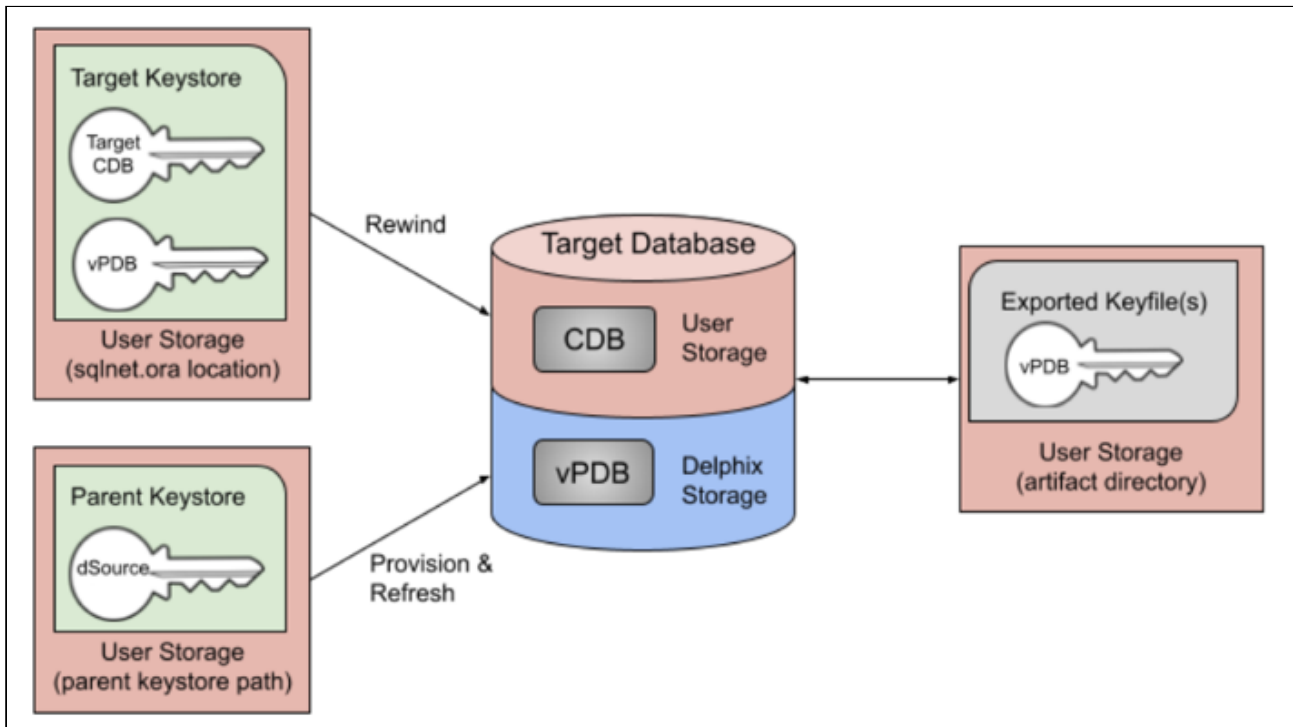 Target Keystore
Target
CDB
vPDB
User Storage
(sqlnet.ora location)
Rewind
Parent Keystore
dSource
User Storage
(parent keystore path)
Provision &
Refresh
Target Database
CDB
User
Storage
vPDB
Delphix
Storage
Exported Keyfile(s)
vPDB
User Storage
(artifact directory)